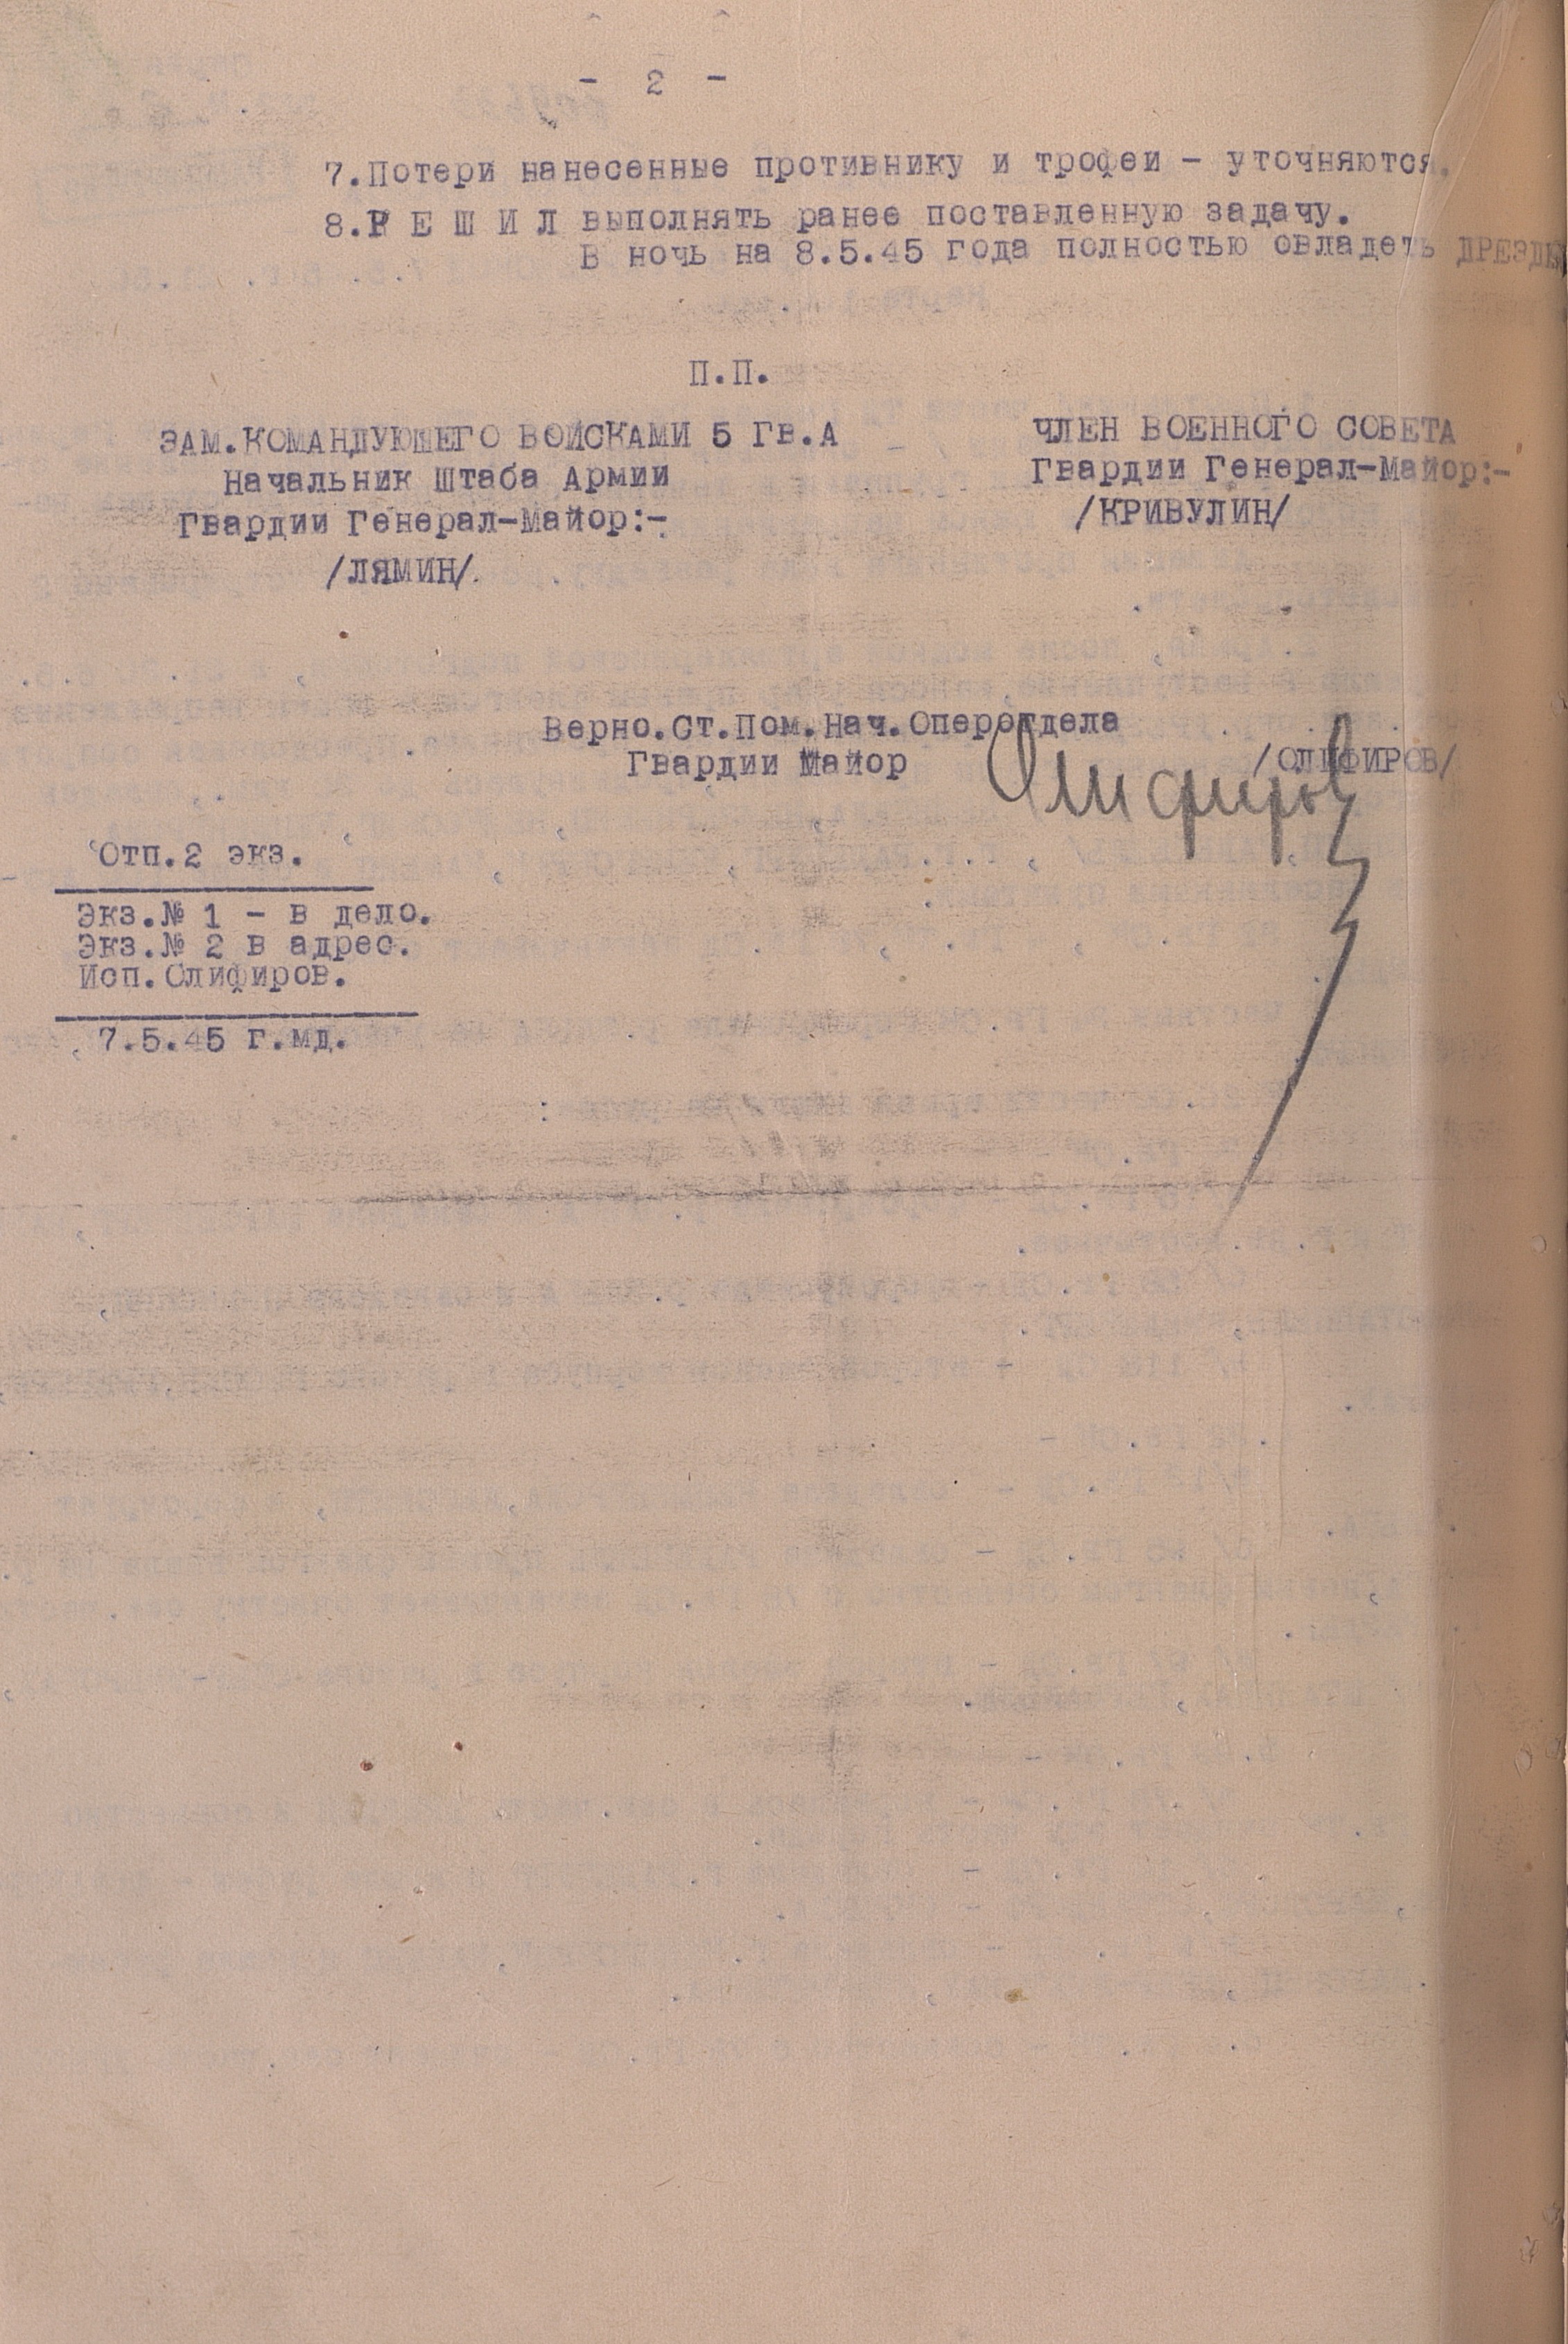 - 2 -
7.Потери нанесенные противнику и трофеи - уточняются.
8.Р Е Ш И Л выполнять ранее поставленную задачу.
В ночь на 8.5.45 года полностью овладеть
П.П.
ЗАМ.КОМАНДУЮЩЕГО ВОЙСКАМИ 5 Гв.А
Начальник Штаба Армии
Гвардии Генерал-Майор:-
/ЛЯМИН/.
ЧЛЕН ВОЕННОГО СОВЕТА
Гвардии Генерал-Майор:-
/КРИВУЛИН/
Верно.Ст.Пом.Нач.Оперотдела
Гвардии Майор /ОЛИФИРОВ/
Олифиров
Отп.2 экз.
Экз.№ 1 - в дело.
Экз.№ 2 в адрес.
Исп.Олифиров.
7.5.45 г.мд.